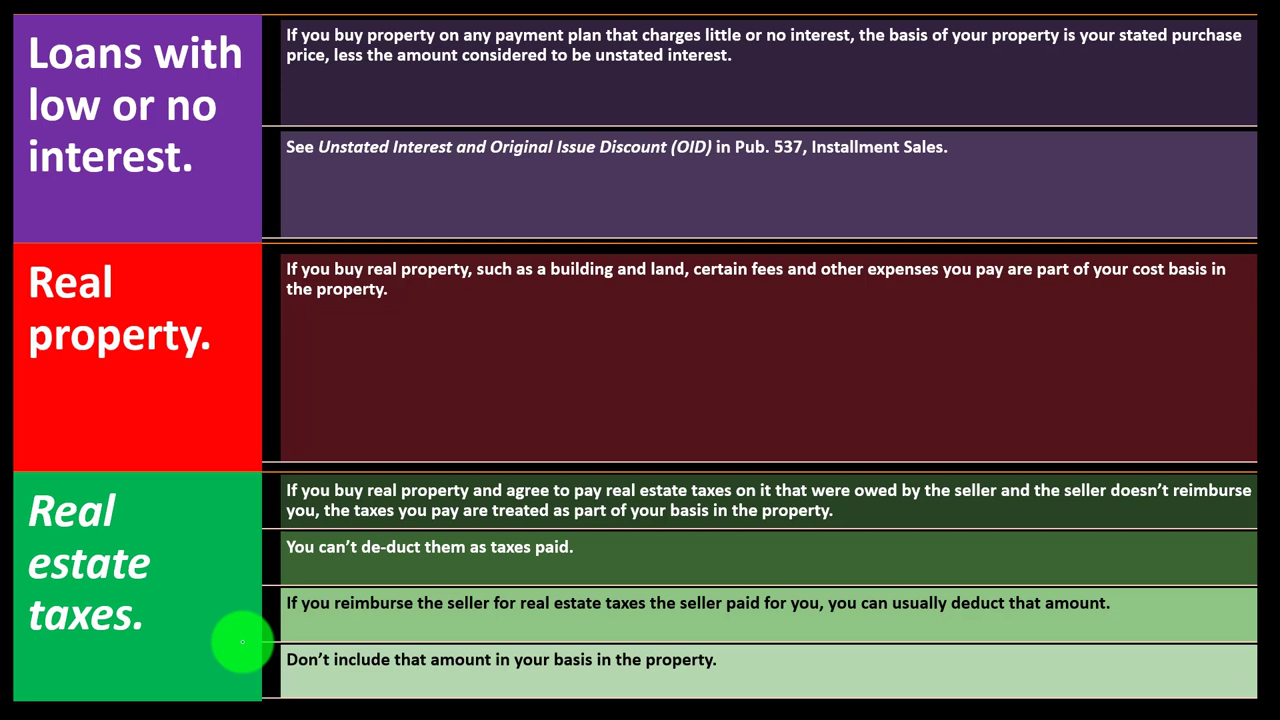 Loans with
low or no
interest.
If you buy property on any payment plan that charges little or no interest, the basis of your property is your stated purchase
price, less the amount considered to be unstated interest.
See Unstated Interest and Original Issue Discount (OID) in Pub. 537, Installment Sales.
Real
property.
If you buy real property, such as a building and land, certain fees and other expenses you pay are part of your cost basis in
the property.
Real
estate
taxes.
If you buy real property and agree to pay real estate taxes on it that were owed by the seller and the seller doesn’t reimburse
you, the taxes you pay are treated as part of your basis in the property.
You can’t de-duct them as taxes paid.
If you reimburse the seller for real estate taxes the seller paid for you, you can usually deduct that amount.
Don’t include that amount in your basis in the property.